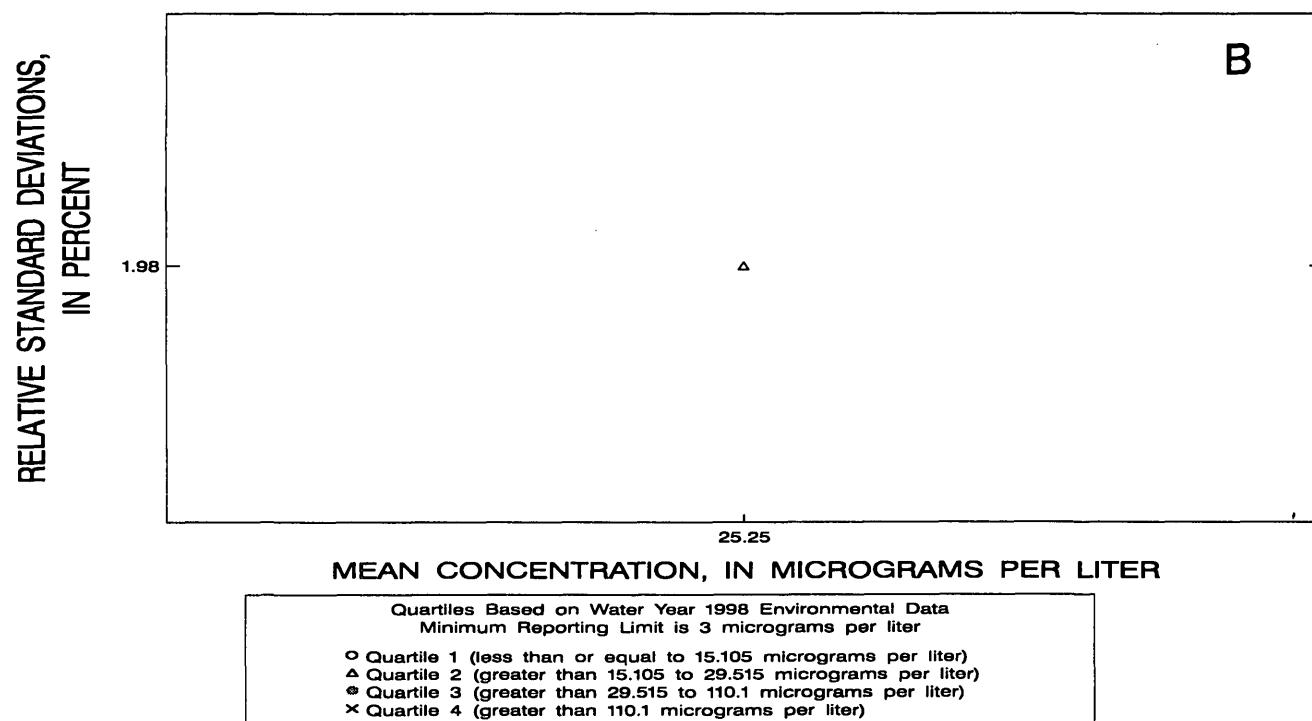 RELATIVE STANDARD DEVIATIONS,
IN PERCENT
B
1.98
25.25
MEAN CONCENTRATION, IN MICROGRAMS PER LITER
Quartiles Based on Water Year 1998 Environmental Data
Minimum Reporting Limit is 3 micrograms per liter
Quartile 1 (less than or equal to 15.105 micrograms per liter)
Quartile 2 (greater than 15.105 to 29.515 micrograms per liter)
Quartile 3 (greater than 29.515 to 110.1 micrograms per liter)
Quartile 4 (greater than 110.1 micrograms per liter)